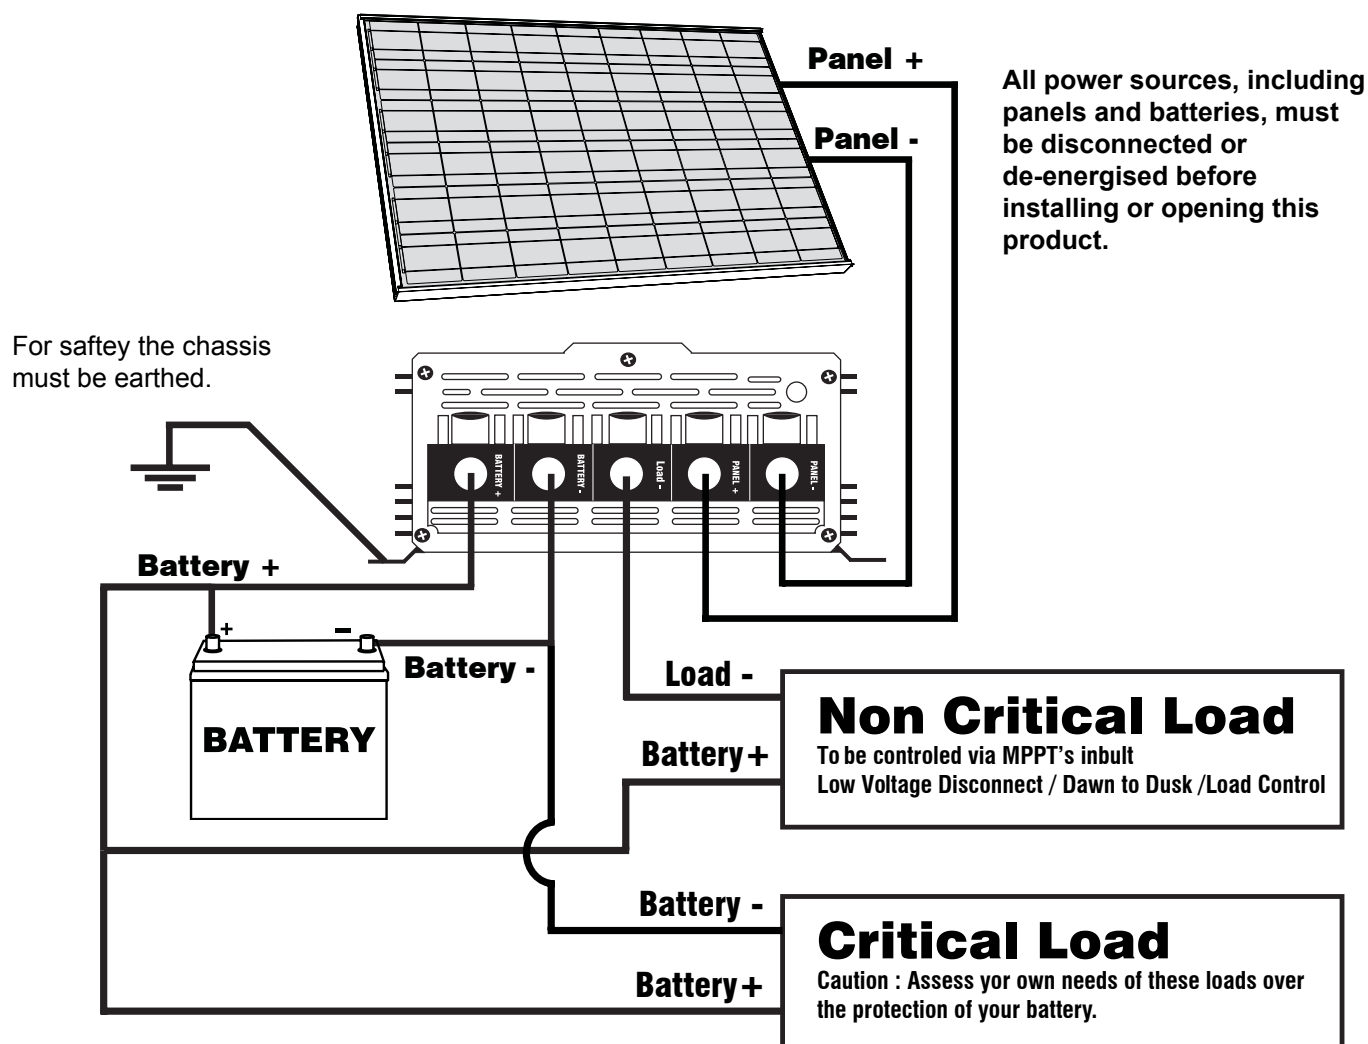 Panel +
Panel -
All power sources, including
panels and batteries, must
be disconnected or
de-energised before
installing or opening this
product.
For saftey the chassis
must be earthed.
BATTERY +
BATTERY -
Load -
PANEL +
PANEL -
Battery +
+
–
Battery -
BATTERY
Load -
Battery+
Non Critical Load
To be controled via MPPT's inbult
Low Voltage Disconnect / Dawn to Dusk /Load Control
Battery -
Battery+
Critical Load
Caution : Assess yor own needs of these loads over
the protection of your battery.